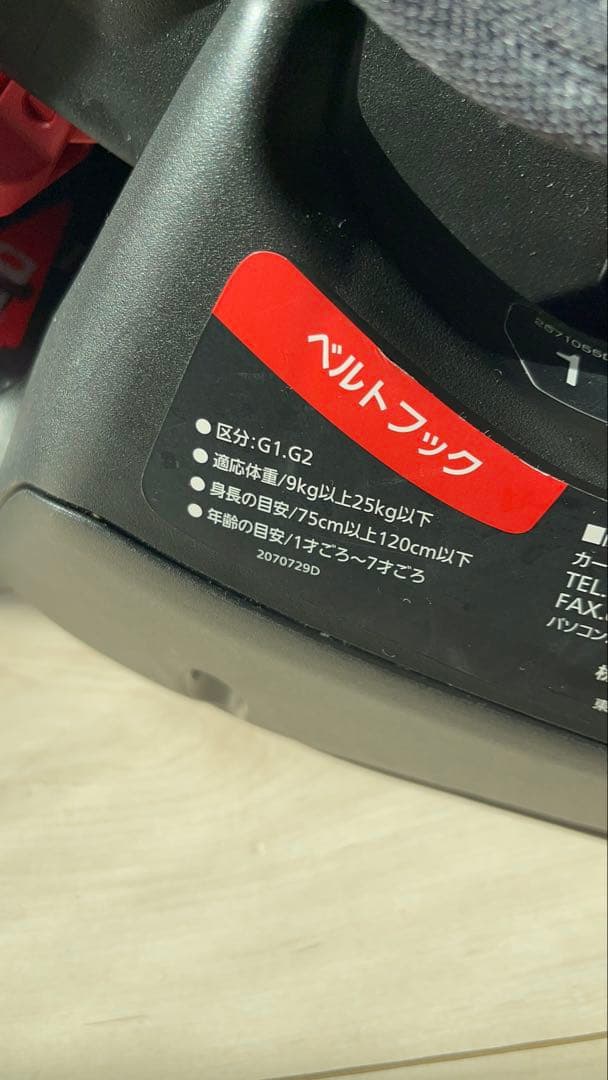 ベルトフック
●区分:G1.G2
●適応体重/9kg以上25kg以下
●身長の目安/75cm以上120cm以下
●年齢の目安/1才ごろ〜7才ごろ
2070729D
1
カー
TEL.
FAX.
パソコン